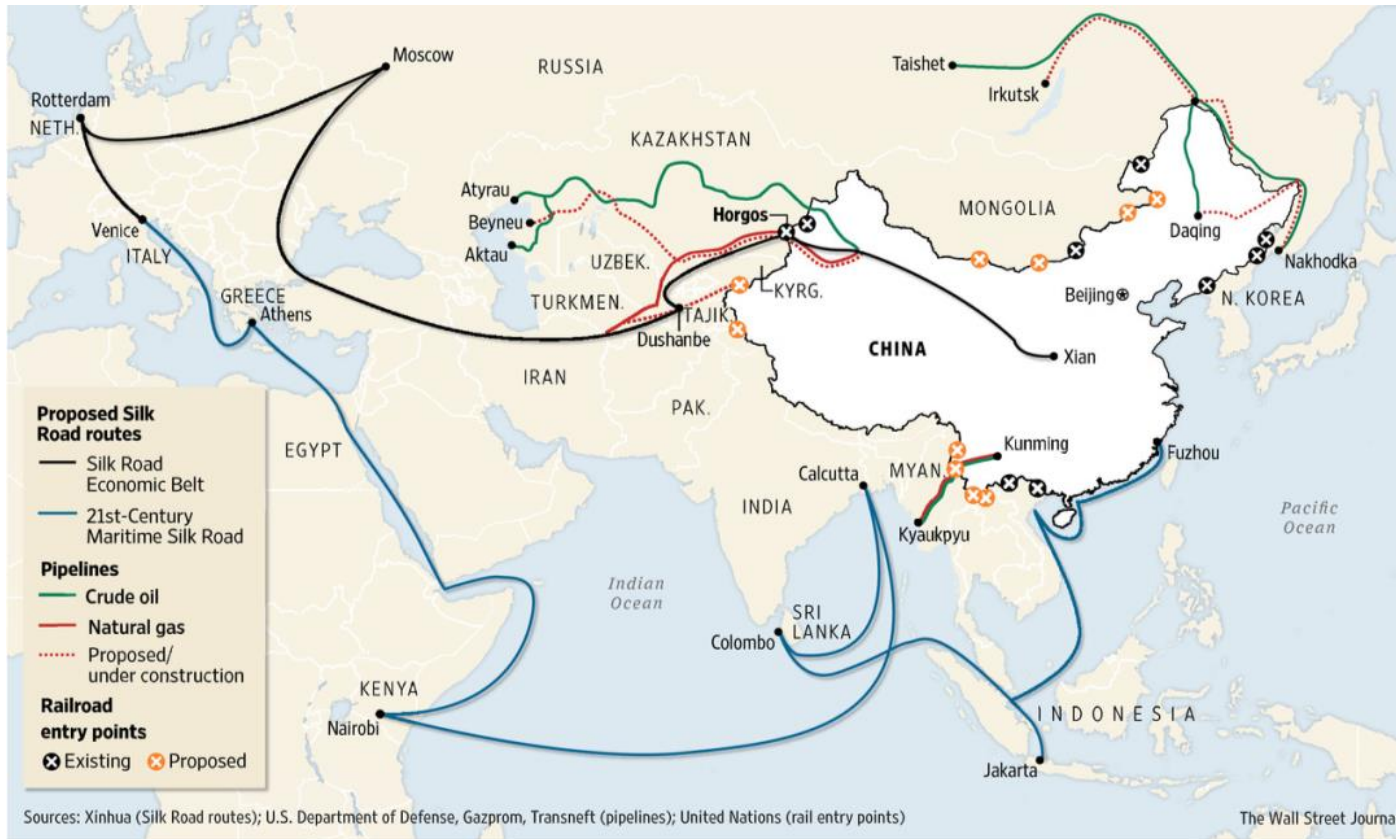 Moscow
Taishet
RUSSIA
Irkutsk
Rotterdam
NETH.
KAZAKHSTAN
Atyrau
Beyneu
Aktau
Horgos
MONGOLIA
Daqing
Nakhodka
Venice
ITALY
UZBEK.
TURKMEN.
KYRG.
Beijing
N. KOREA
GREECE
Athens
TAJIK.
Dushanbe
CHINA
Xian
IRAN
PAK.
EGYPT
Kunming
Fuzhou
Calcutta
MYAN.
INDIA
Kyaukpyu
Pacific
Ocean
Indian
Ocean
SRI
LANKA
Colombo
KENYA
Nairobi
INDONESIA
Jakarta
Proposed Silk
Road routes
Silk Road
Economic Belt
21st-Century
Maritime Silk Road
Pipelines
Crude oil
Natural gas
Proposed/
under construction
Railroad
entry points
Existing Proposed
Sources: Xinhua (Silk Road routes); U.S. Department of Defense, Gazprom, Transneft (pipelines); United Nations (rail entry points)
The Wall Street Journa